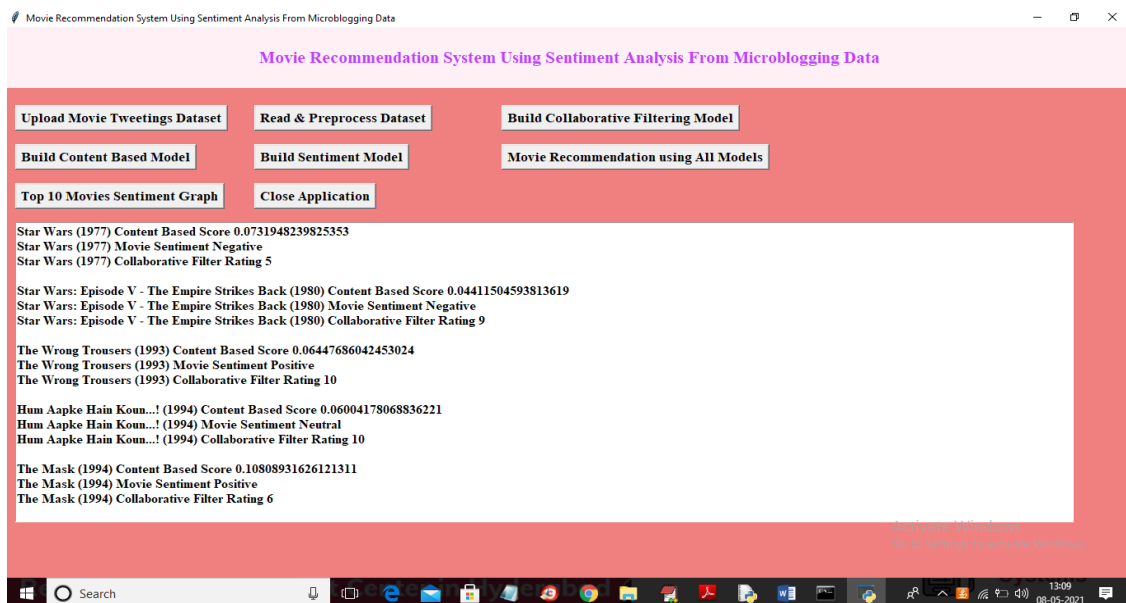 Movie Recommendation System Using Sentiment Analysis From Microblogging Data
Movie Recommendation System Using Sentiment Analysis From Microblogging Data
Upload Movie Tweetings Dataset
Read & Preprocess Dataset
Build Collaborative Filtering Model
Build Content Based Model
Build Sentiment Model
Movie Recommendation using All Models
Top 10 Movies Sentiment Graph
Close Application
Star Wars (1977) Content Based Score 0.0731948239825353
Star Wars (1977) Movie Sentiment Negative
Star Wars (1977) Collaborative Filter Rating 5
Star Wars: Episode V - The Empire Strikes Back (1980) Content Based Score 0.04411504593813619
Star Wars: Episode V - The Empire Strikes Back (1980) Movie Sentiment Negative
Star Wars: Episode V - The Empire Strikes Back (1980) Collaborative Filter Rating 9
The Wrong Trousers (1993) Content Based Score 0.06447686042453024
The Wrong Trousers (1993) Movie Sentiment Positive
The Wrong Trousers (1993) Collaborative Filter Rating 10
Hum Aapke Hain Koun...! (1994) Content Based Score 0.06004178068836221
Hum Aapke Hain Koun...! (1994) Movie Sentiment Neutral
Hum Aapke Hain Koun...! (1994) Collaborative Filter Rating 10
The Mask (1994) Content Based Score 0.10808931626121311
The Mask (1994) Movie Sentiment Positive
The Mask (1994) Collaborative Filter Rating 6
Activate Windows
Search
13:09
08-05-2021